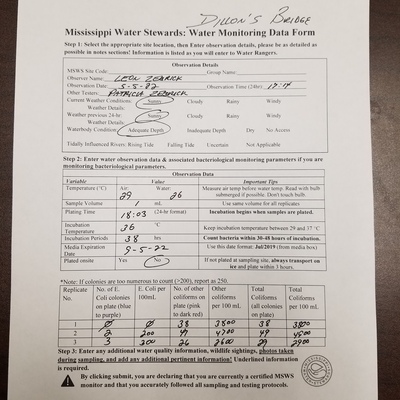 DILLON'S BRIDGE
Mississippi Water Stewards: Water Monitoring Data Form
Step 1: Select the appropriate site location, then Enter observation details, please be as detailed as
possible in notes sections! Information is listed as you will enter to Water Rangers.
Observation Details
MSWS Site Code: Group Name:
Observer Name: LEON ZEBRICK
Observation Date: 5-5-22 Observation Time (24hr) 17:14
Other Testers: PATRICIA ZEBRICK
Current Weather Conditions: Sunny Cloudy Rainy Windy
Weather Details:
Weather previous 24-hr: Sunny Cloudy Rainy Windy
Weather Details:
Waterbody Condition: Adequate Depth Inadequate Depth Dry No Access
Tidally Influenced Rivers: Rising Tide Falling Tide Uncertain Not Applicable
Step 2: Enter water observation data & associated bacteriological monitoring parameters if you are
monitoring bacteriological parameters.
Observation Data
Variable Value Important Tips
Temperature (°C) Air: 29 Water: 26 Measure air temp before water temp. Read with bulb submerged if possible. Don't touch bulb.
Sample Volume 1 mL Use same volume for all replicates
Plating Time 18:03 (24-hr format) Incubation begins when samples are plated.
Incubation Temperature 36 °C Keep incubation temperature between 29 and 37 °C
Incubation Periods 38 hrs Count bacteria within 30-48 hours of incubation.
Media Expiration Date 9-5-22 Use this date format: Jul/2019 (from media box)
Plated onsite Yes No If not plated at sampling site, always transport on ice and plate within 3 hours.
*Note: If colonies are too numerous to count (>200), report as 250.
Replicate No. No. of E. Coli colonies on plate (blue to purple) E. Coli per 100mL No. of other coliforms on plate (pink to dark red) Other coliforms per 100 mL Total Coliforms (all colonies on plate) Total Coliforms per 100 mL
1 0 0 38 3800 38 3800
2 2 200 47 4700 49 4900
3 3 300 26 2600 29 2900
Step 3: Enter any additional water quality information, wildlife sightings, photos taken
during sampling, and add any additional pertinent information! Underlined information
is required.
By clicking submit, you are declaring that you are currently a certified MSWS
monitor and that you accurately followed all sampling and testing protocols.